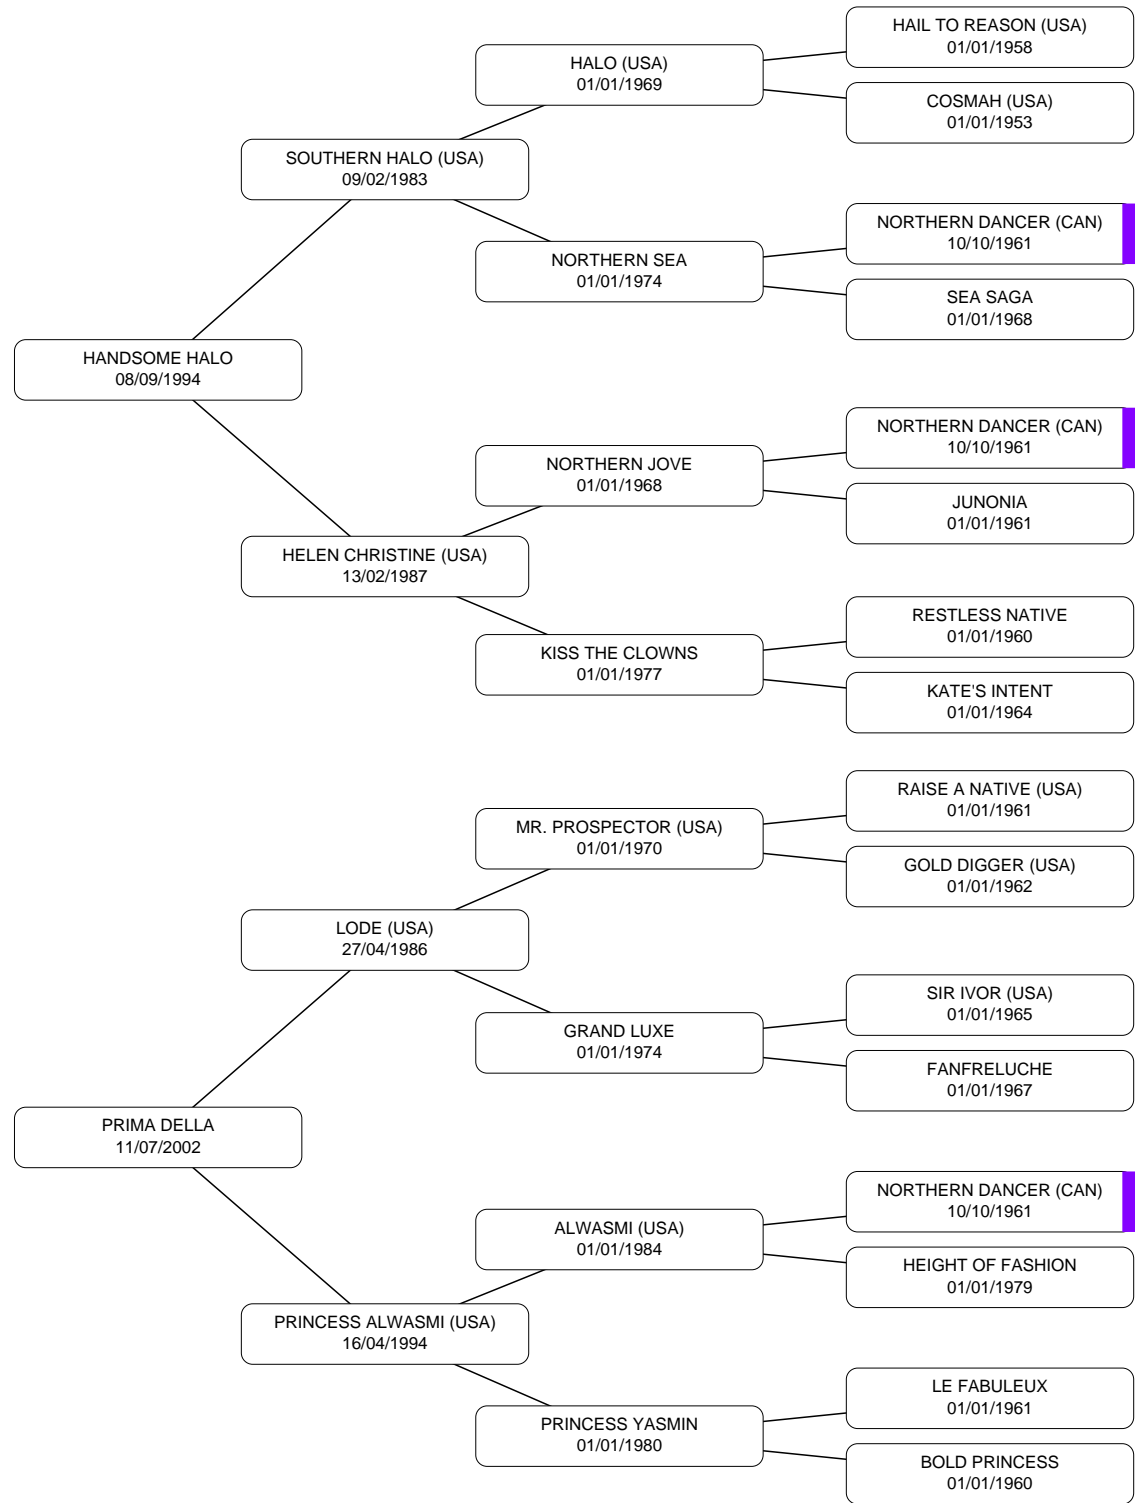 HAIL TO REASON (USA)
01/01/1958
HALO (USA)
01/01/1969
COSMAH (USA)
01/01/1953
SOUTHERN HALO (USA)
09/02/1983
NORTHERN DANCER (CAN)
10/10/1961
NORTHERN SEA
01/01/1974
SEA SAGA
01/01/1968
HANDSOME HALO
08/09/1994
NORTHERN DANCER (CAN)
10/10/1961
NORTHERN JOVE
01/01/1968
JUNONIA
01/01/1961
HELEN CHRISTINE (USA)
13/02/1987
RESTLESS NATIVE
01/01/1960
KISS THE CLOWNS
01/01/1977
KATE'S INTENT
01/01/1964
RAISE A NATIVE (USA)
01/01/1961
MR. PROSPECTOR (USA)
01/01/1970
GOLD DIGGER (USA)
01/01/1962
LODE (USA)
27/04/1986
SIR IVOR (USA)
01/01/1965
GRAND LUXE
01/01/1974
FANFRELUCHE
01/01/1967
PRIMA DELLA
11/07/2002
NORTHERN DANCER (CAN)
10/10/1961
ALWASMI (USA)
01/01/1984
HEIGHT OF FASHION
01/01/1979
PRINCESS ALWASMI (USA)
16/04/1994
LE FABULEUX
01/01/1961
PRINCESS YASMIN
01/01/1980
BOLD PRINCESS
01/01/1960